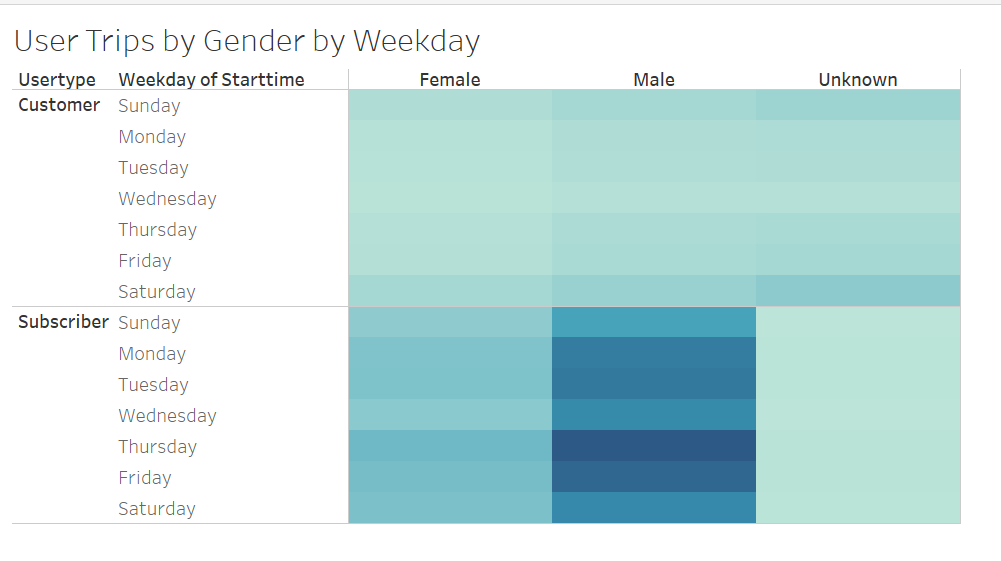 User Trips by Gender by Weekday
Usertype Weekday of Starttime Female Male Unknown
Customer Sunday
Monday
Tuesday
Wednesday
Thursday
Friday
Saturday
Subscriber Sunday
Monday
Tuesday
Wednesday
Thursday
Friday
Saturday